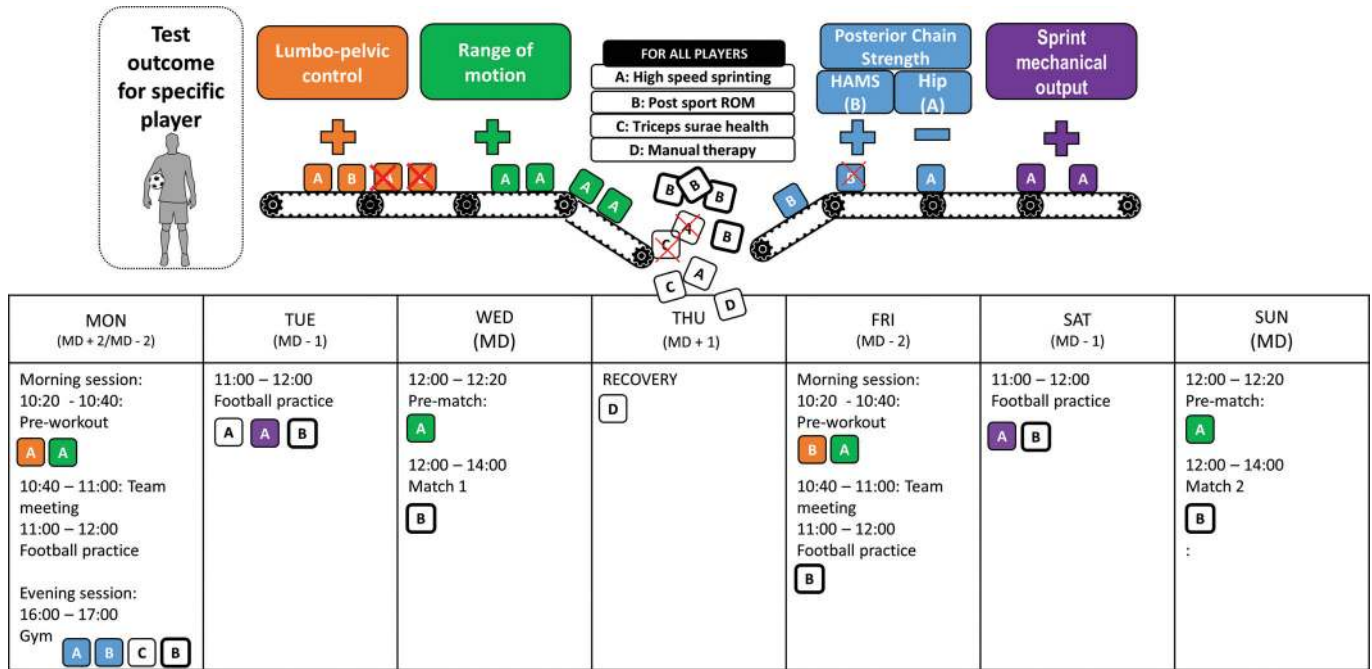 Test
outcome
for specific
player
Lumbo-pelvic
control
Range of
motion
FOR ALL PLAYERS
A: High speed sprinting
B: Post sport ROM
C: Triceps surae health
D: Manual therapy
Posterior Chain
Strength
HAMS
(B)
Hip
(A)
Sprint
mechanical
output
A B
A A
A
A
B
B
B
B
C
A
C
A
D
B
B
A
A A
MON
(MD + 2/MD - 2)
TUE
(MD - 1)
WED
(MD)
THU
(MD + 1)
FRI
(MD - 2)
SAT
(MD - 1)
SUN
(MD)
Morning session:
10:20 - 10:40:
Pre-workout
A A
10:40 – 11:00: Team
meeting
11:00 – 12:00
Football practice
Evening session:
16:00 – 17:00
Gym A B C B
11:00 – 12:00
Football practice
A A B
12:00 – 12:20
Pre-match:
A
12:00 – 14:00
Match 1
B
RECOVERY
D
Morning session:
10:20 - 10:40:
Pre-workout
B A
10:40 – 11:00: Team
meeting
11:00 – 12:00
Football practice
B
11:00 – 12:00
Football practice
A B
12:00 – 12:20
Pre-match:
A
12:00 – 14:00
Match 2
B
: